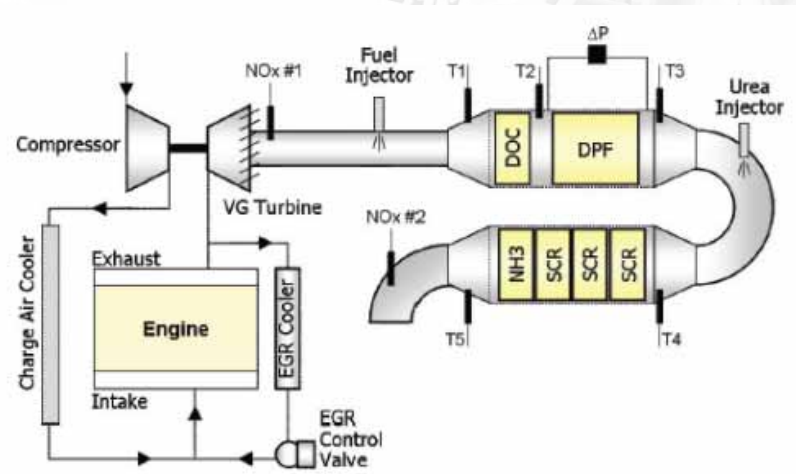 ΔP
Fuel
Injector
NOx #1
T1
T2
T3
Urea
Injector
Compressor
DOC
DPF
VG Turbine
NOx #2
Exhaust
NH3
SCR
SCR
SCR
Charge Air Cooler
Engine
EGR Cooler
T5
T4
Intake
EGR
Control
Valve